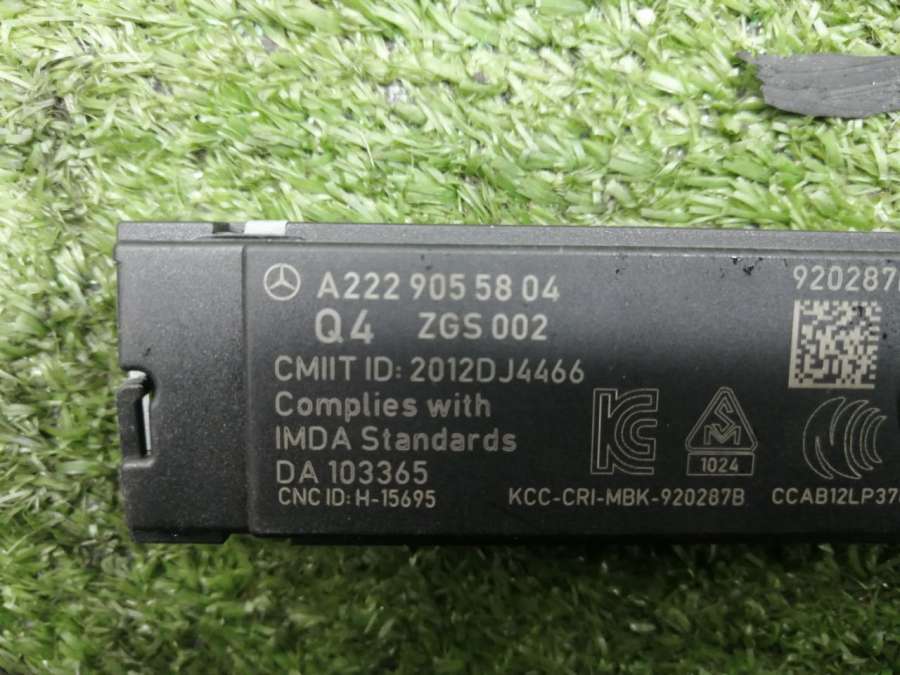 A222 905 58 04
920287
Q4 ZGS 002
CMIIT ID: 2012DJ4466
Complies with
IMDA Standards
DA 103365
1024
CNC ID: H-15695
KCC-CRI-MBK-920287B
CCAB12LP37